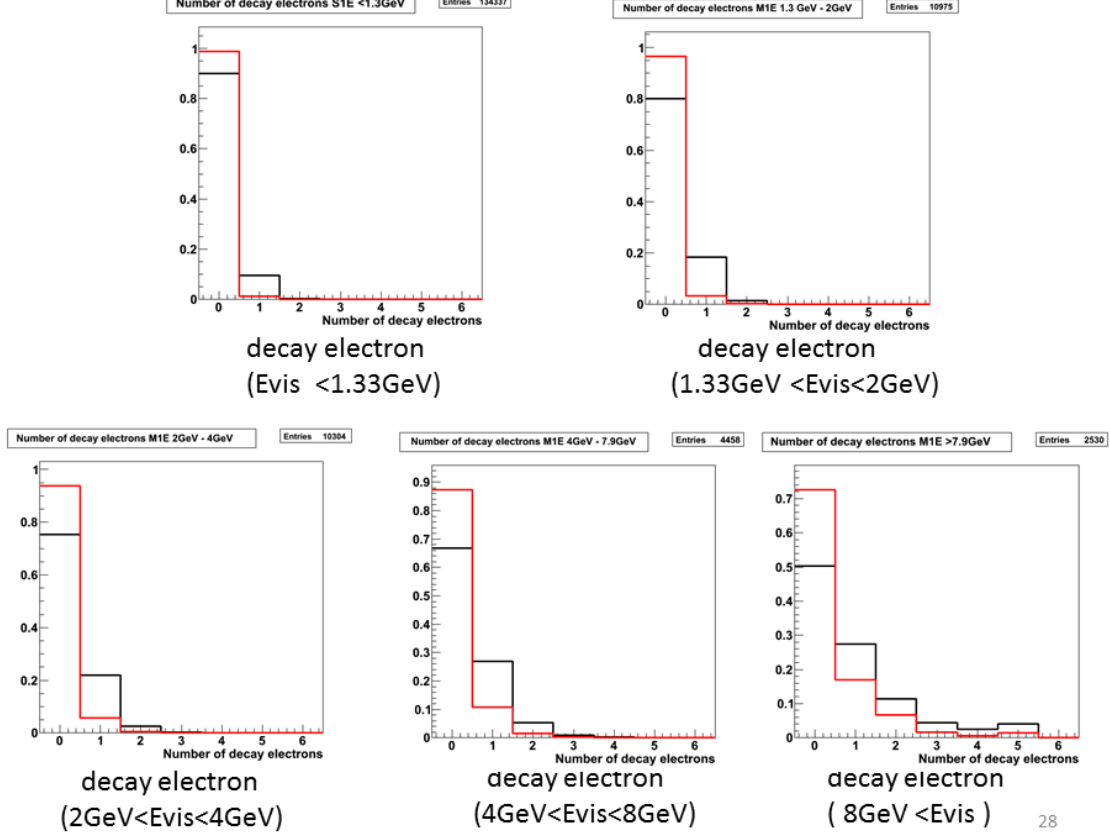 Number of decay electrons S1E <1.3GeV
Entries 134337
1
0.8
0.6
0.4
0.2
0
0 1 2 3 4 5 6
Number of decay electrons
decay electron
(Evis <1.33GeV)
Number of decay electrons M1E 1.3 GeV - 2GeV
Entries 10975
1
0.8
0.6
0.4
0.2
0
0 1 2 3 4 5 6
Number of decay electrons
decay electron
(1.33GeV <Evis<2GeV)
Number of decay electrons M1E 2GeV - 4GeV
Entries 10304
1
0.8
0.6
0.4
0.2
0
0 1 2 3 4 5 6
Number of decay electrons
decay electron
(2GeV<Evis<4GeV)
Number of decay electrons M1E 4GeV - 7.9GeV
Entries 4458
0.9
0.8
0.7
0.6
0.5
0.4
0.3
0.2
0.1
0
0 1 2 3 4 5 6
Number of decay electrons
decay electron
(4GeV<Evis<8GeV)
Number of decay electrons M1E >7.9GeV
Entries 2530
0.7
0.6
0.5
0.4
0.3
0.2
0.1
0
0 1 2 3 4 5 6
Number of decay electrons
decay electron
( 8GeV <Evis )
28